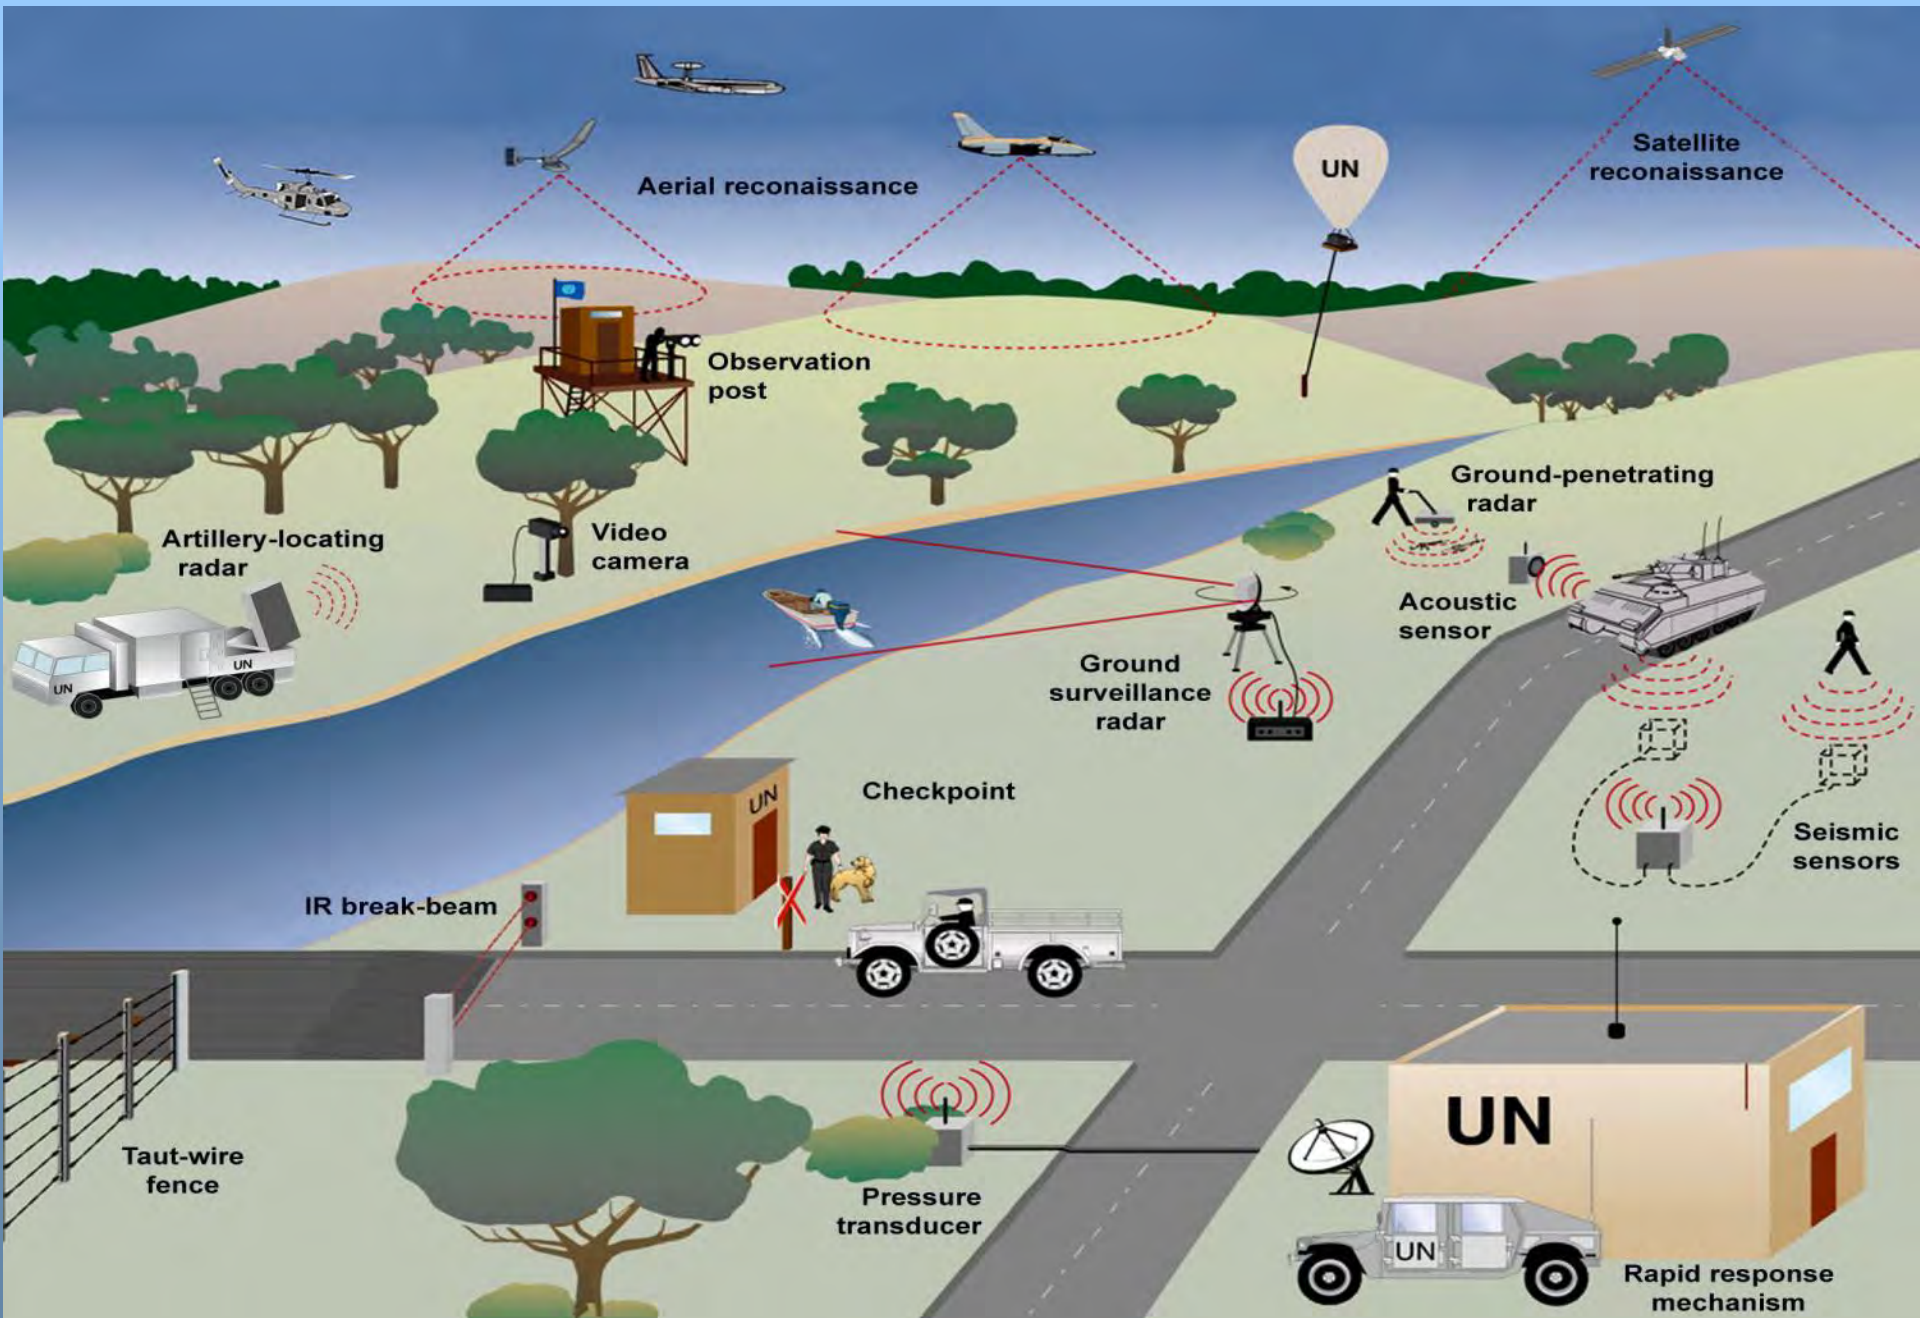 Satellite
reconaissance
UN
Aerial reconaissance
Observation
post
Ground-penetrating
radar
Video
camera
Artillery-locating
radar
Acoustic
sensor
UN
UN
Ground
surveillance
radar
Checkpoint
UN
Seismic
sensors
IR break-beam
UN
Taut-wire
fence
Pressure
transducer
UN
Rapid response
mechanism